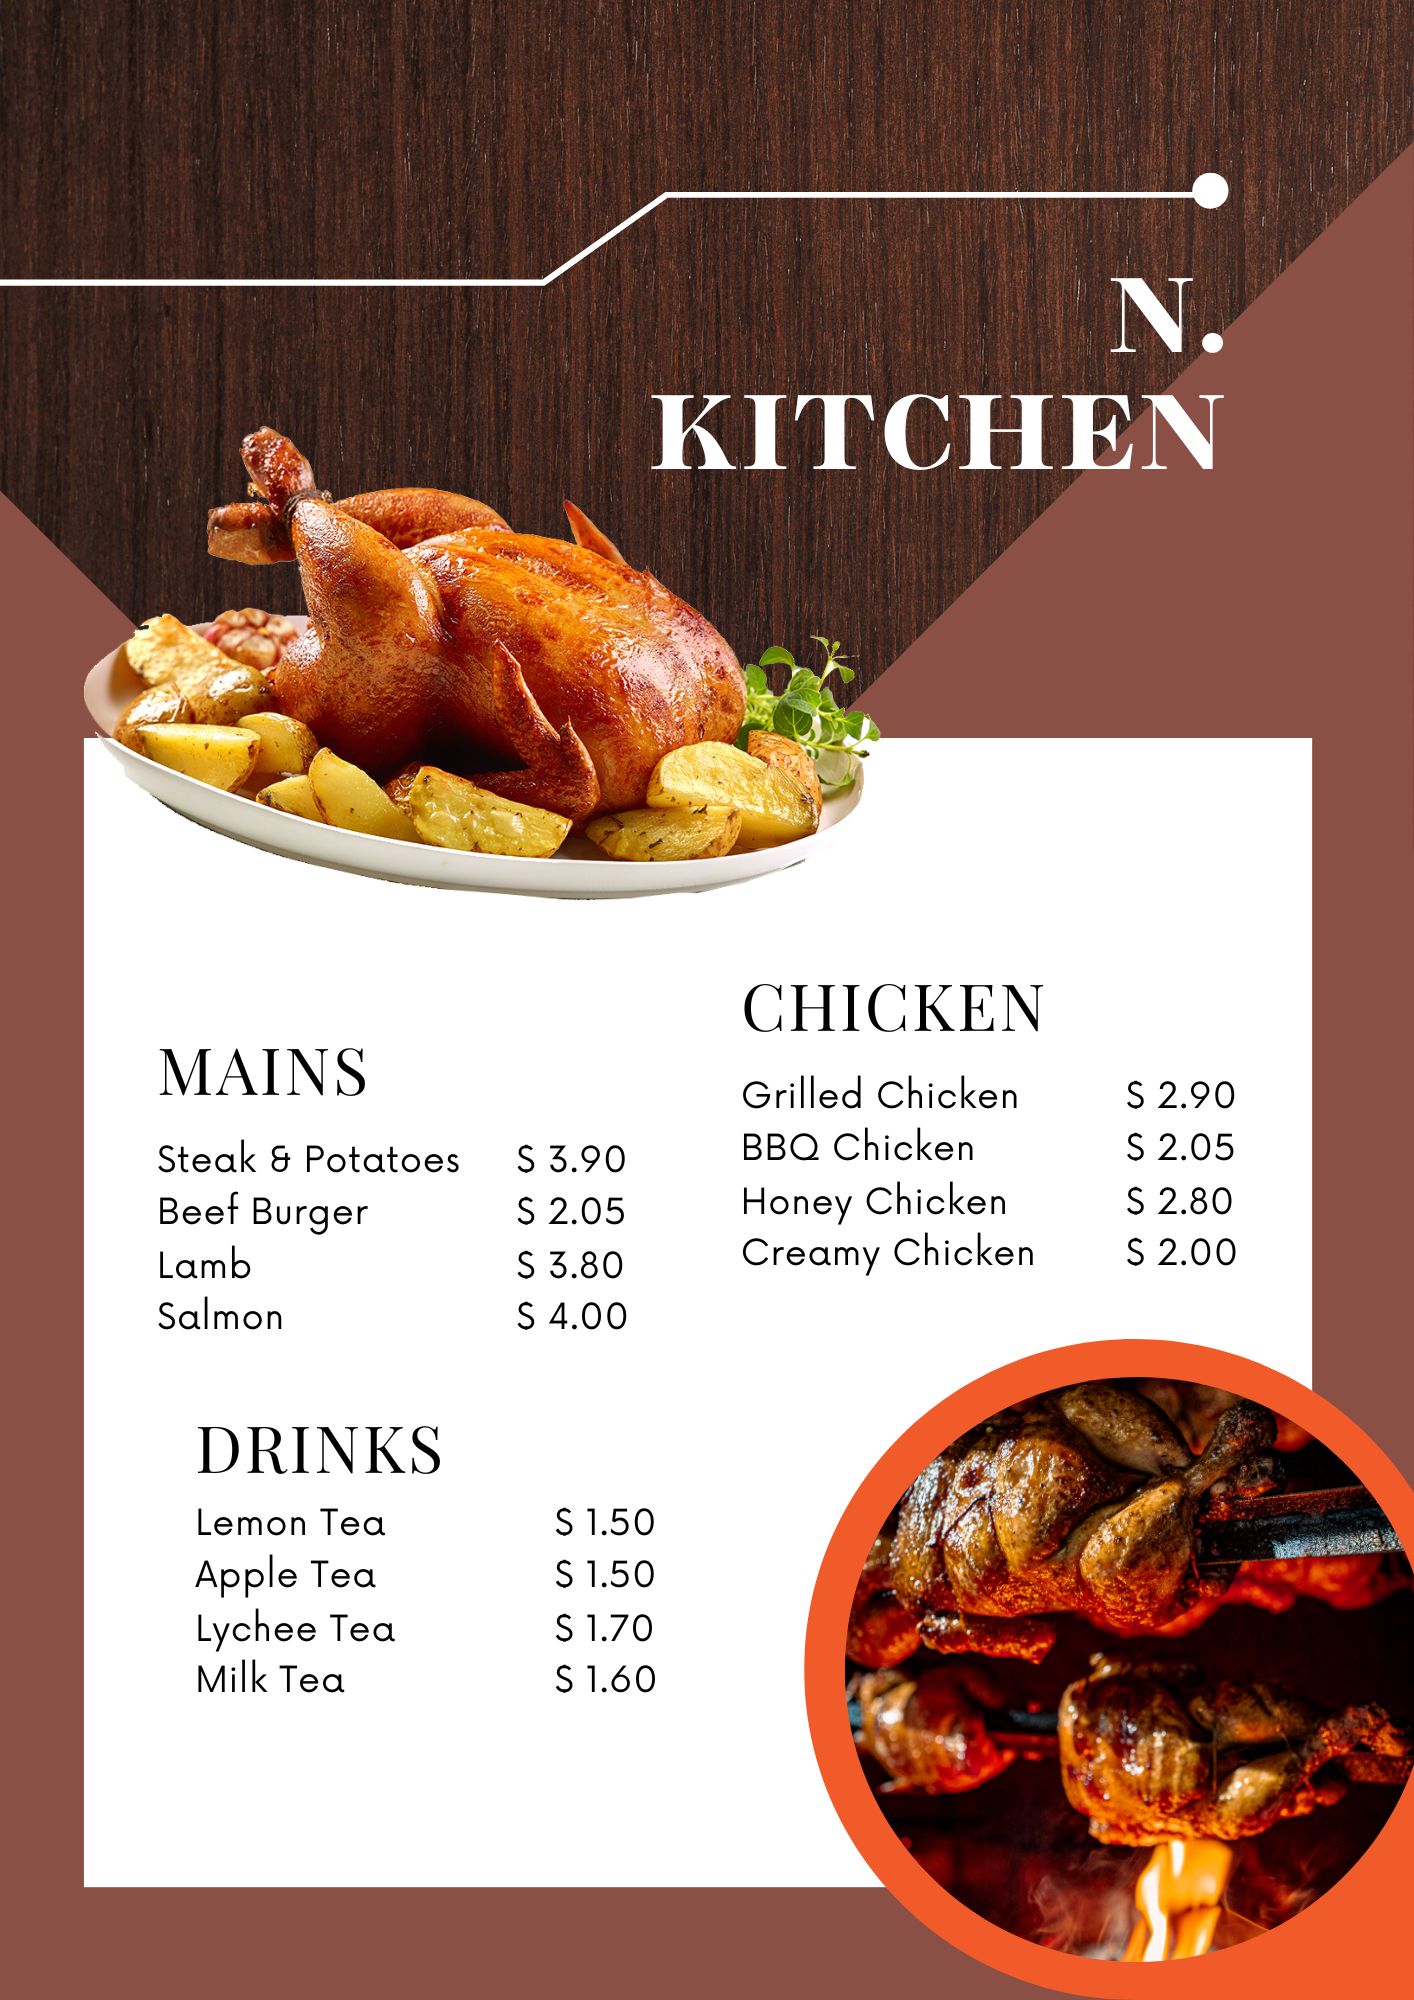 N.
KITCHEN
MAINS
Steak & Potatoes S 3.90
Beef Burger S 2.05
Lamb S 3.80
Salmon S 4.00
CHICKEN
Grilled Chicken S 2.90
BBQ Chicken S 2.05
Honey Chicken S 2.80
Creamy Chicken S 2.00
DRINKS
Lemon Tea S 1.50
Apple Tea S 1.50
Lychee Tea S 1.70
Milk Tea S 1.60